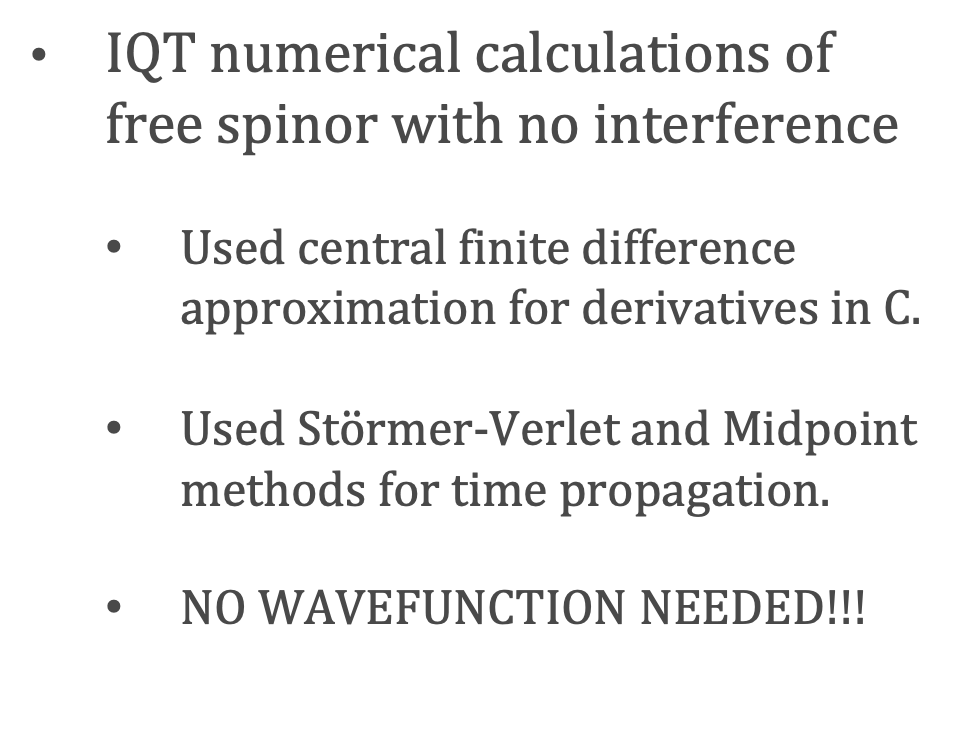 • IQT numerical calculations of
free spinor with no interference
• Used central finite difference
approximation for derivatives in C.
• Used Störmer-Verlet and Midpoint
methods for time propagation.
• NO WAVEFUNCTION NEEDED!!!